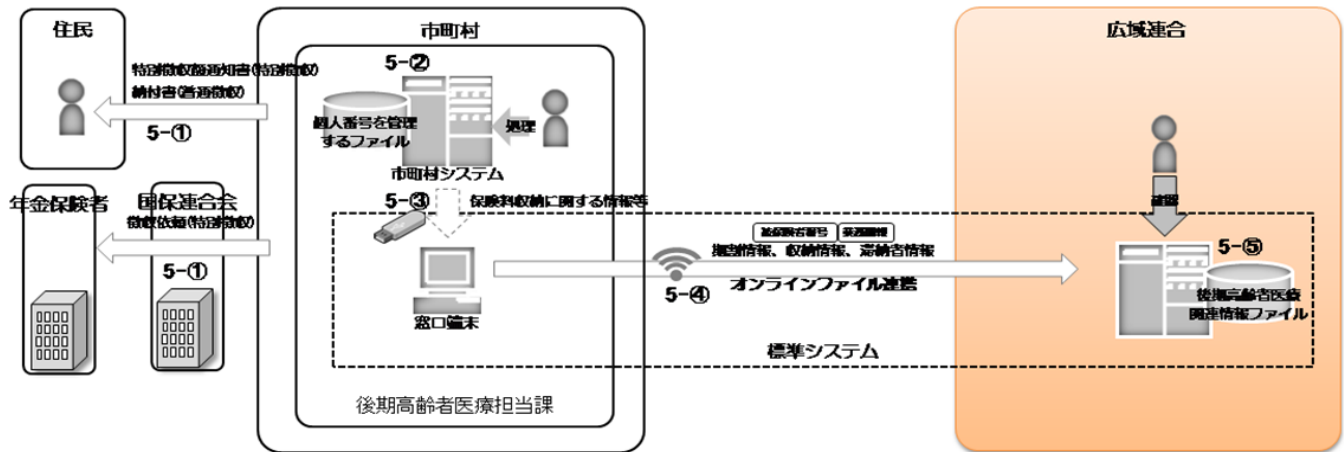 住民
特別徴収額通知書(特別徴収)
納付書(普通徴収)
5-①
年金保険者
国保連合会
徴収依頼(特別徴収)
5-①
市町村
5-②
個人番号を管理
するファイル
処理
市町村システム
5-③
保険料収納に関する情報等
窓口端末
後期高齢者医療担当課
被保険者番号
期割情報、収納情報、滞納者情報
5-④
オンラインファイル連携
標準システム
広域連合
確認
5-⑤
後期高齢者医療
関連情報ファイル